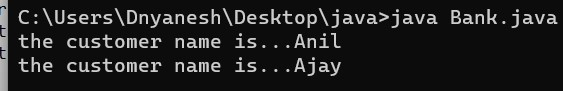 C:\Users\Dnyanesh\Desktop\java>java Bank.java
the customer name is...Anil
the customer name is...Ajay